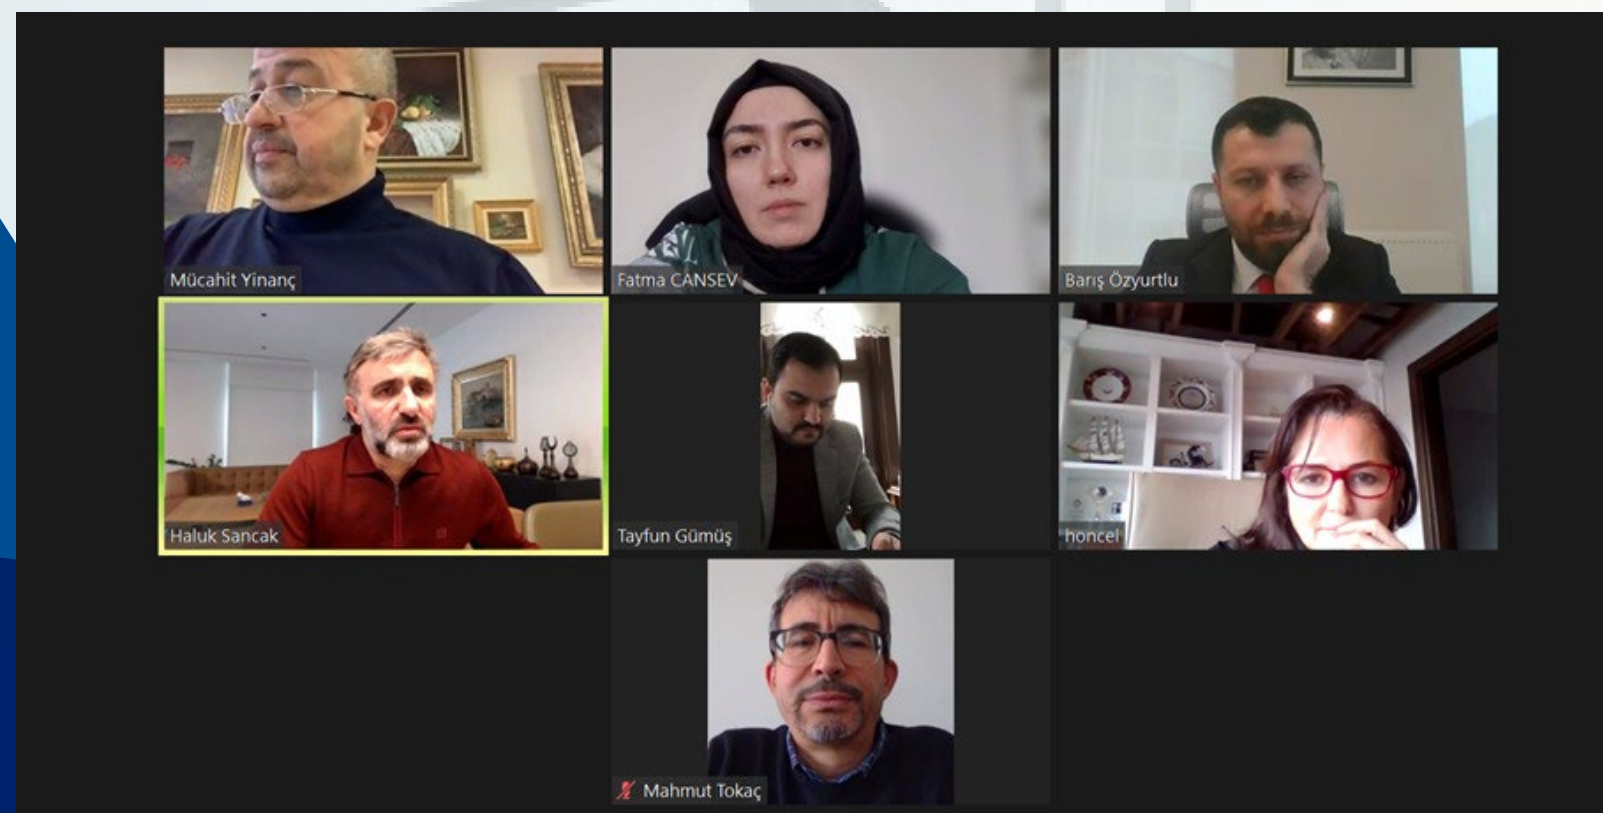 Mücahit Yinanç
Fatma CANSEV
Barış Özyurtlu
Haluk Sancak
Tayfun Gümüş
honcel
Mahmut Tokaç